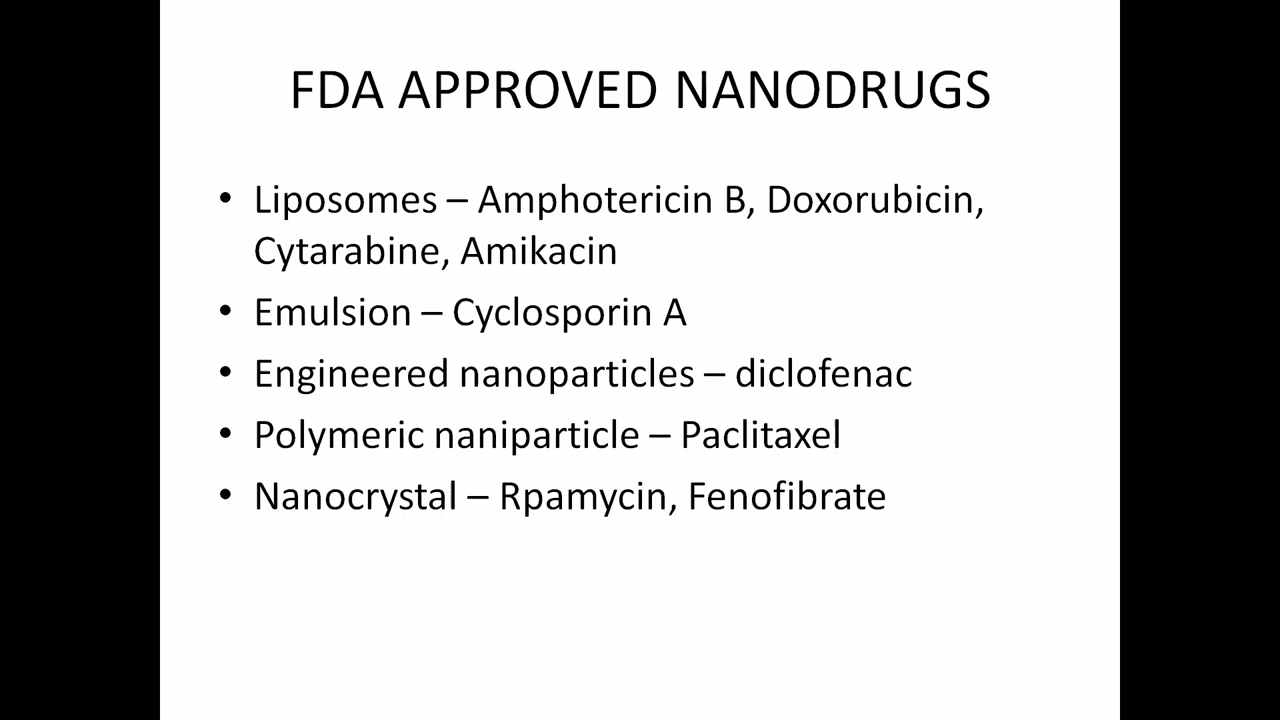 FDA APPROVED NANODRUGS
• Liposomes – Amphotericin B, Doxorubicin,
Cytarabine, Amikacin
• Emulsion – Cyclosporin A
• Engineered nanoparticles – diclofenac
• Polymeric naniparticle – Paclitaxel
• Nanocrystal – Rpamycin, Fenofibrate